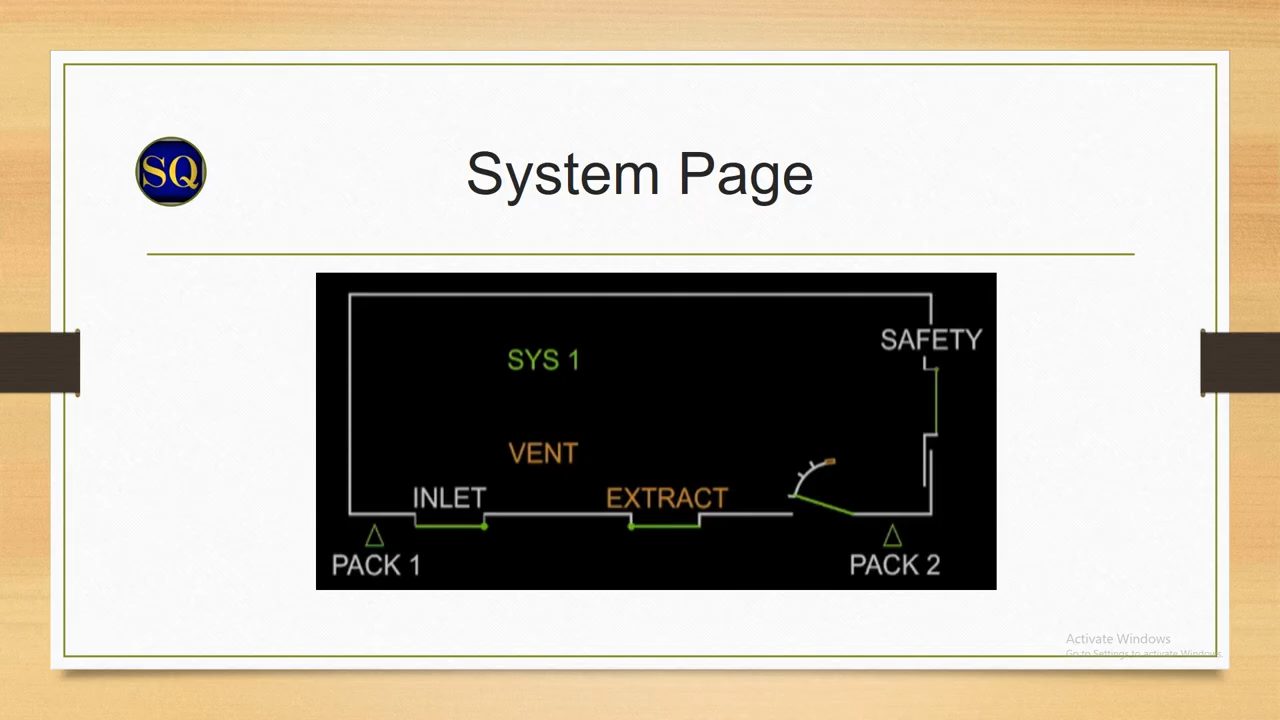 SQ
System Page
SAFETY
SYS 1
VENT
INLET
EXTRACT
PACK 1
PACK 2
Activate Windows
Go to Settings to activate Windows.